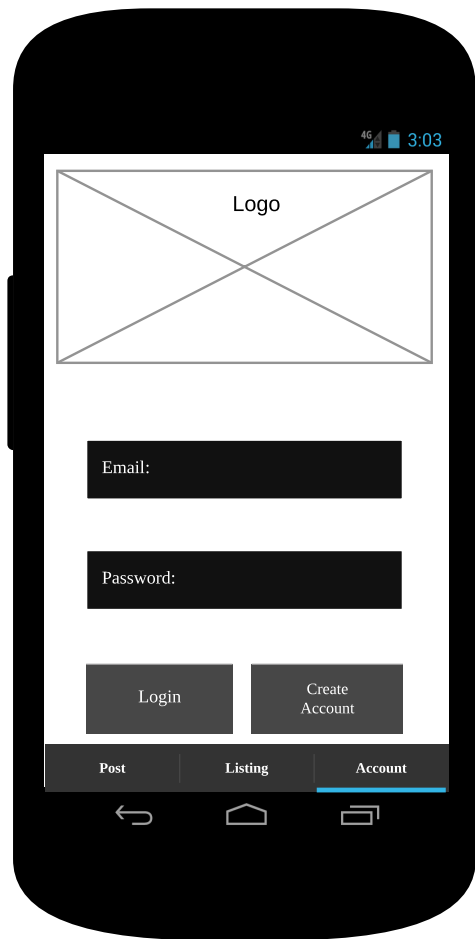 4G 3:03
Logo
Email:
Password:
Login
Create
Account
Post Listing Account